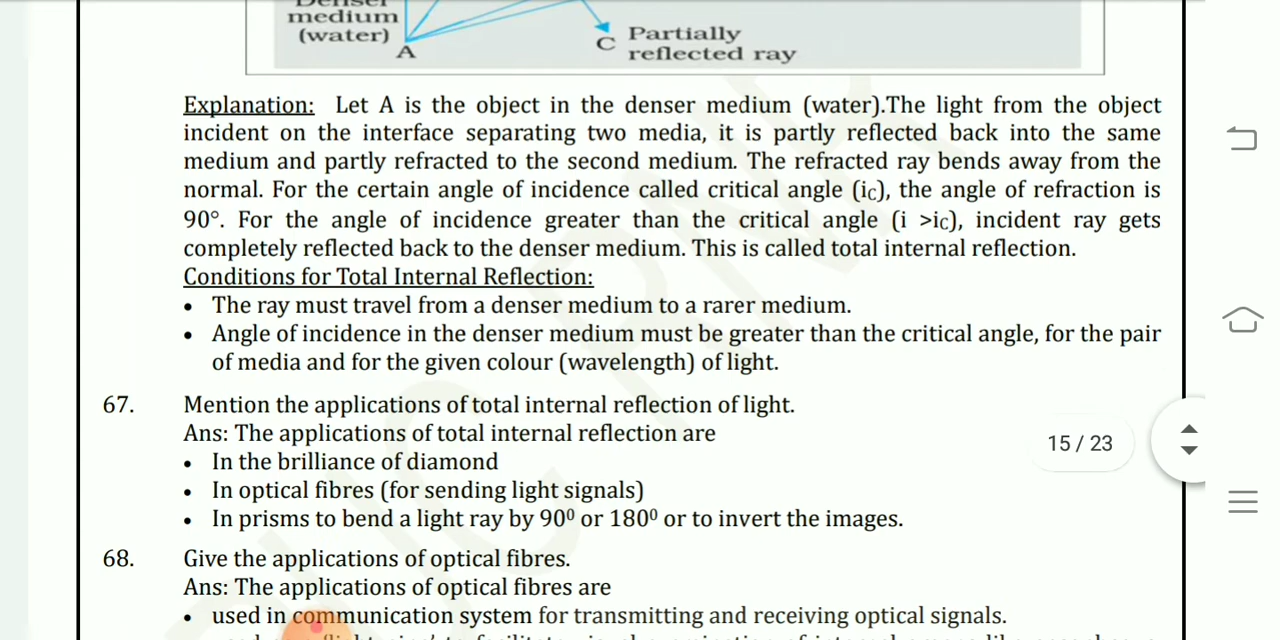 Denser
medium
(water)
A
C
Partially
reflected ray
Explanation: Let A is the object in the denser medium (water).The light from the object
incident on the interface separating two media, it is partly reflected back into the same
medium and partly refracted to the second medium. The refracted ray bends away from the
normal. For the certain angle of incidence called critical angle (iC), the angle of refraction is
90°. For the angle of incidence greater than the critical angle (i >iC), incident ray gets
completely reflected back to the denser medium. This is called total internal reflection.
Conditions for Total Internal Reflection:
• The ray must travel from a denser medium to a rarer medium.
• Angle of incidence in the denser medium must be greater than the critical angle, for the pair
of media and for the given colour (wavelength) of light.
67. Mention the applications of total internal reflection of light.
Ans: The applications of total internal reflection are
• In the brilliance of diamond
• In optical fibres (for sending light signals)
• In prisms to bend a light ray by 90⁰ or 180⁰ or to invert the images.
15 / 23
68. Give the applications of optical fibres.
Ans: The applications of optical fibres are
• used in communication system for transmitting and receiving optical signals.